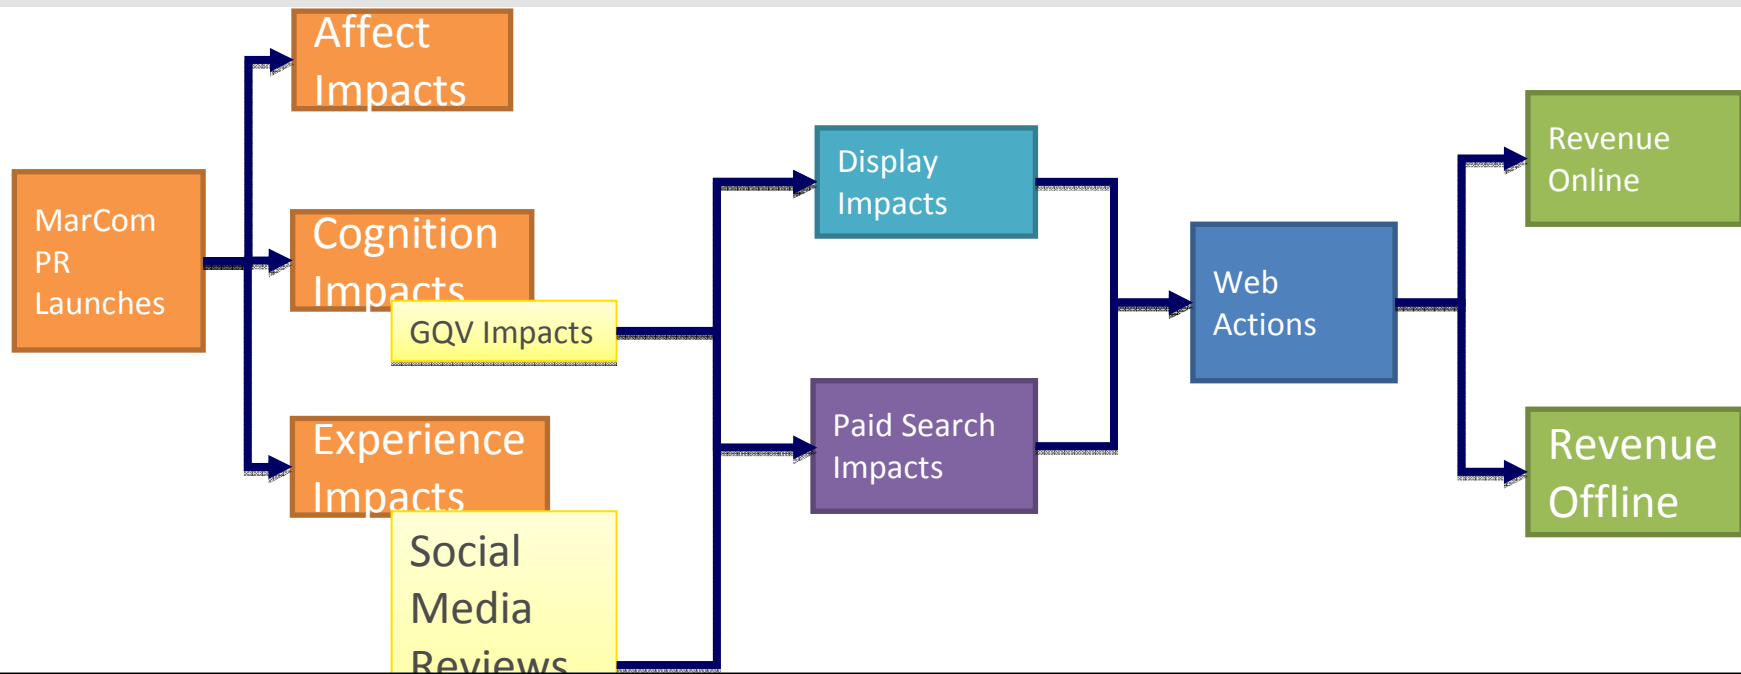 Affect
Impacts
MarCom
PR
Launches
Cognition
Impacts
GQV Impacts
Experience
Impacts
Social
Media
Reviews
Display
Impacts
Paid Search
Impacts
Web
Actions
Revenue
Online
Revenue
Offline